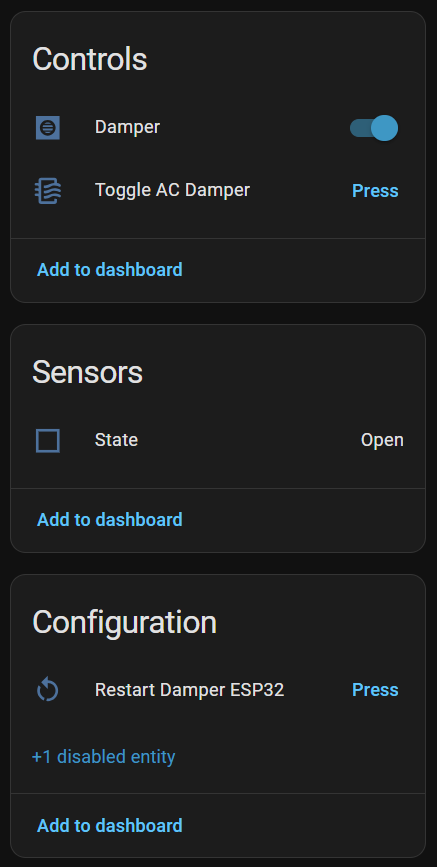 Controls
Damper
Toggle AC Damper Press
Add to dashboard
Sensors
State Open
Add to dashboard
Configuration
Restart Damper ESP32 Press
+1 disabled entity
Add to dashboard